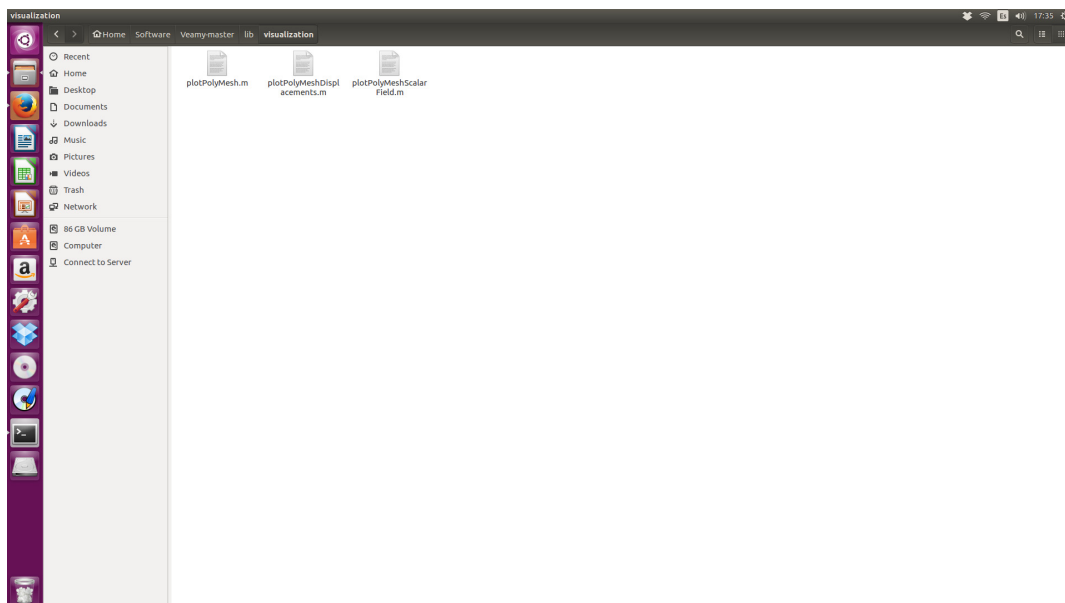 visualization
Es
17:35
Home Software Veamy-master lib visualization
Recent
Home
Desktop
Documents
Downloads
Music
Pictures
Videos
Trash
Network
86 GB Volume
Computer
Connect to Server
plotPolyMesh.m
plotPolyMeshDispl
acements.m
plotPolyMeshScalar
Field.m
a
>_